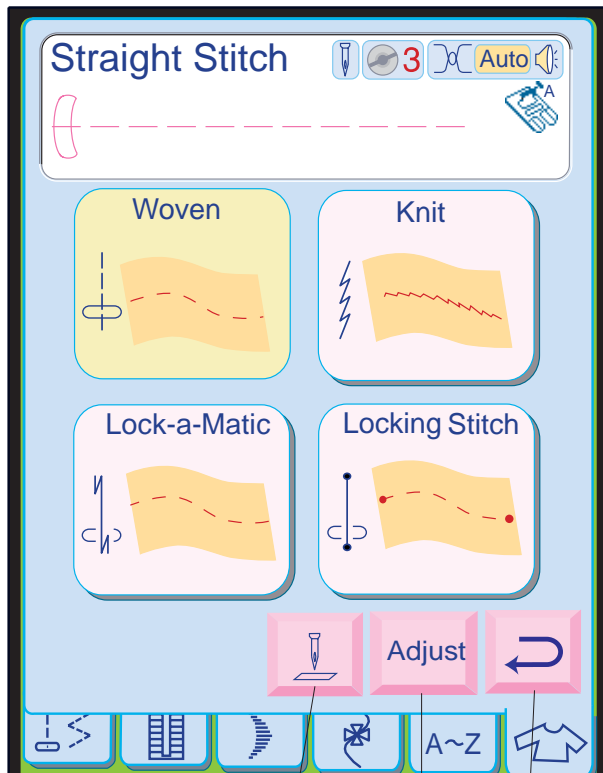 Straight Stitch 3 Auto
A
Woven Knit
Lock-a-Matic Locking Stitch
Adjust
A~Z